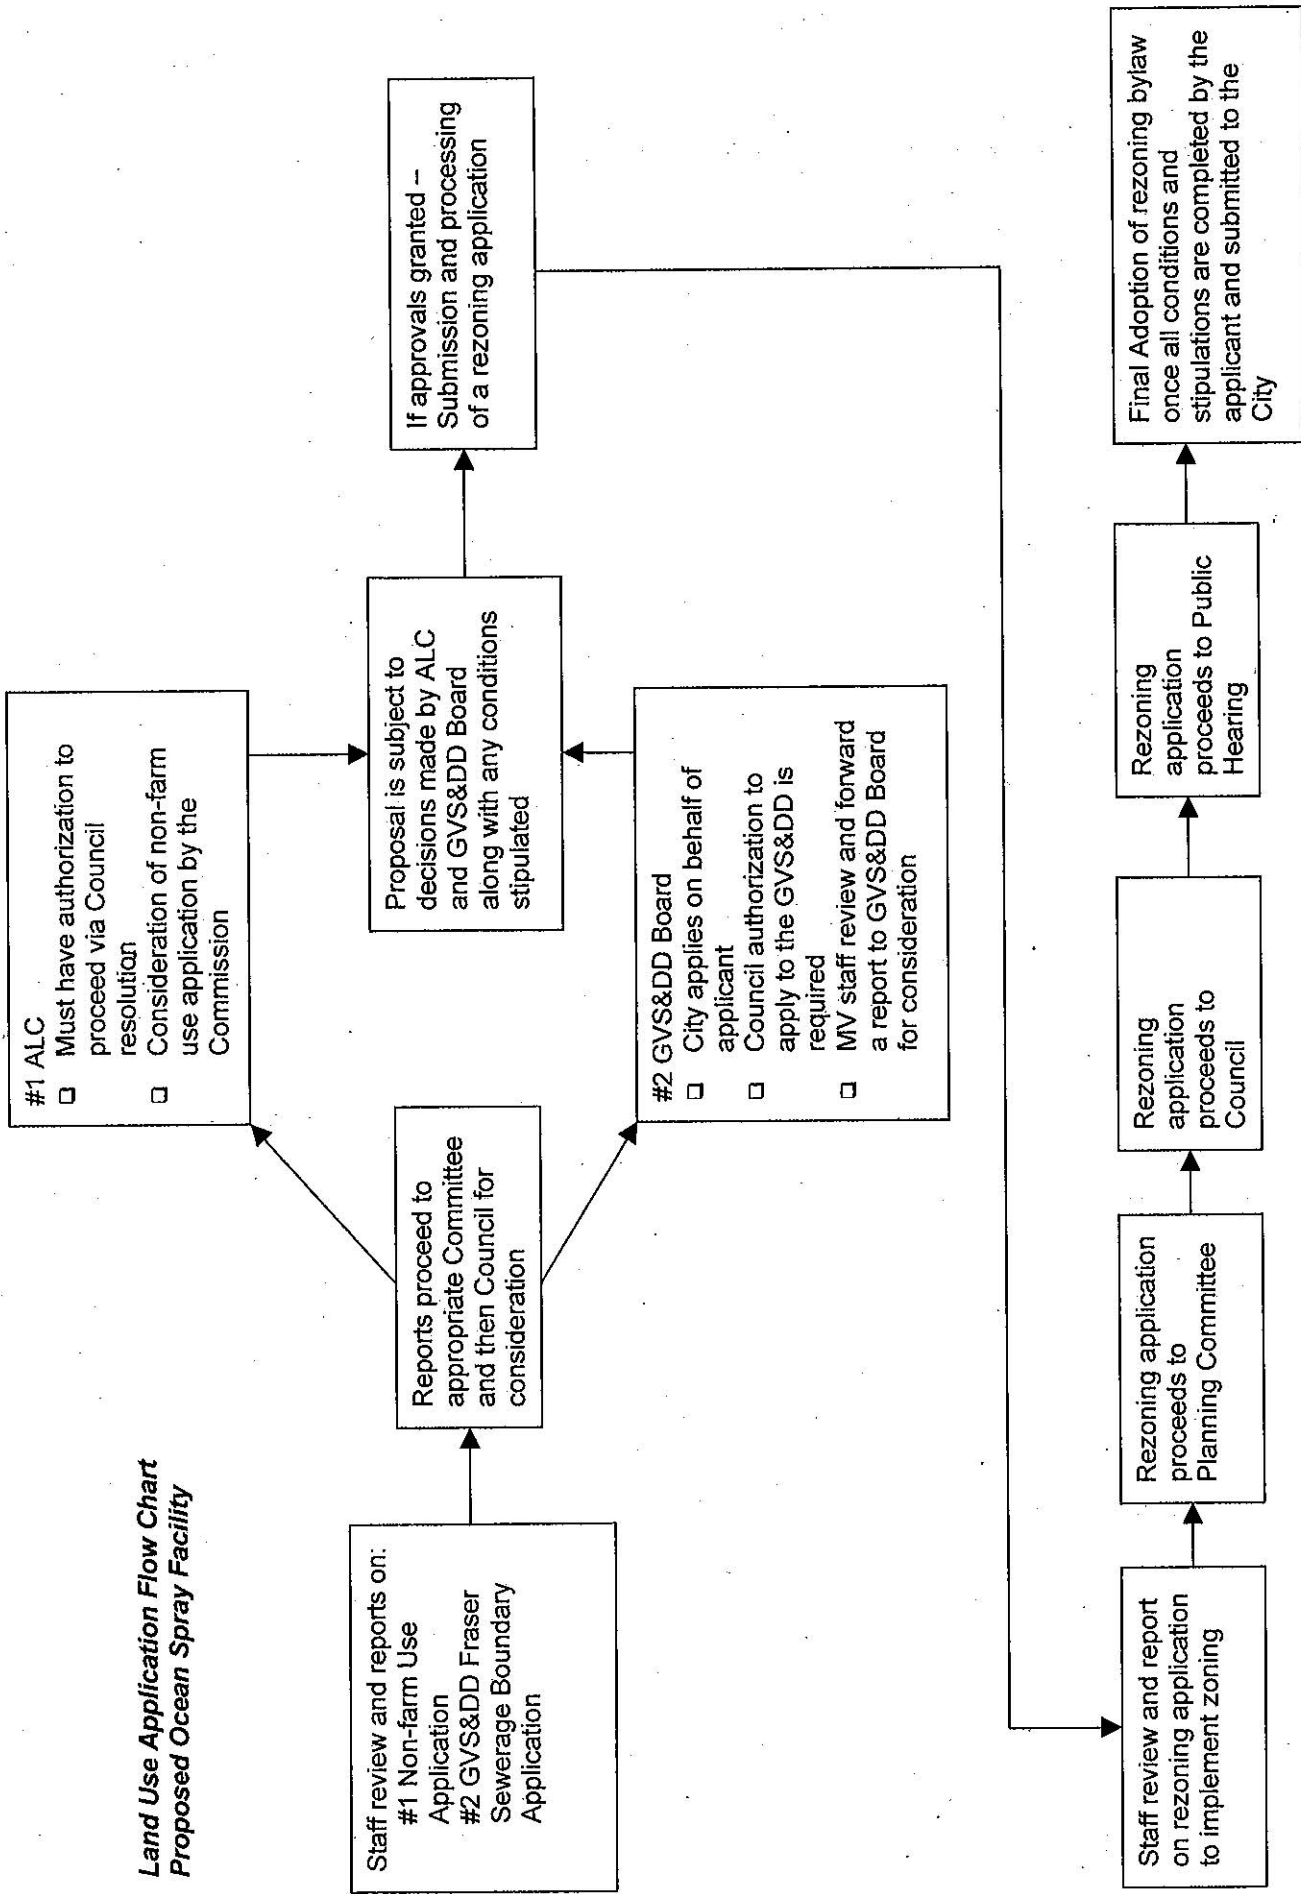 Land Use Application Flow Chart
Proposed Ocean Spray Facility
Staff review and reports on:
#1 Non-farm Use
Application
#2 GVS&DD Fraser
Sewerage Boundary
Application
Reports proceed to
appropriate Committee
and then Council for
consideration
#1 ALC
Must have authorization to
proceed via Council
resolution
Consideration of non-farm
use application by the
Commission
#2 GVS&DD Board
City applies on behalf of
applicant
Council authorization to
apply to the GVS&DD is
required
MV staff review and forward
a report to GVS&DD Board
for consideration
Proposal is subject to
decisions made by ALC
and GVS&DD Board
along with any conditions
stipulated
If approvals granted –
Submission and processing
of a rezoning application
Staff review and report
on rezoning application
to implement zoning
Rezoning application
proceeds to
Planning Committee
Rezoning
application
proceeds to
Council
Rezoning
application
proceeds to Public
Hearing
Final Adoption of rezoning bylaw
once all conditions and
stipulations are completed by the
applicant and submitted to the
City